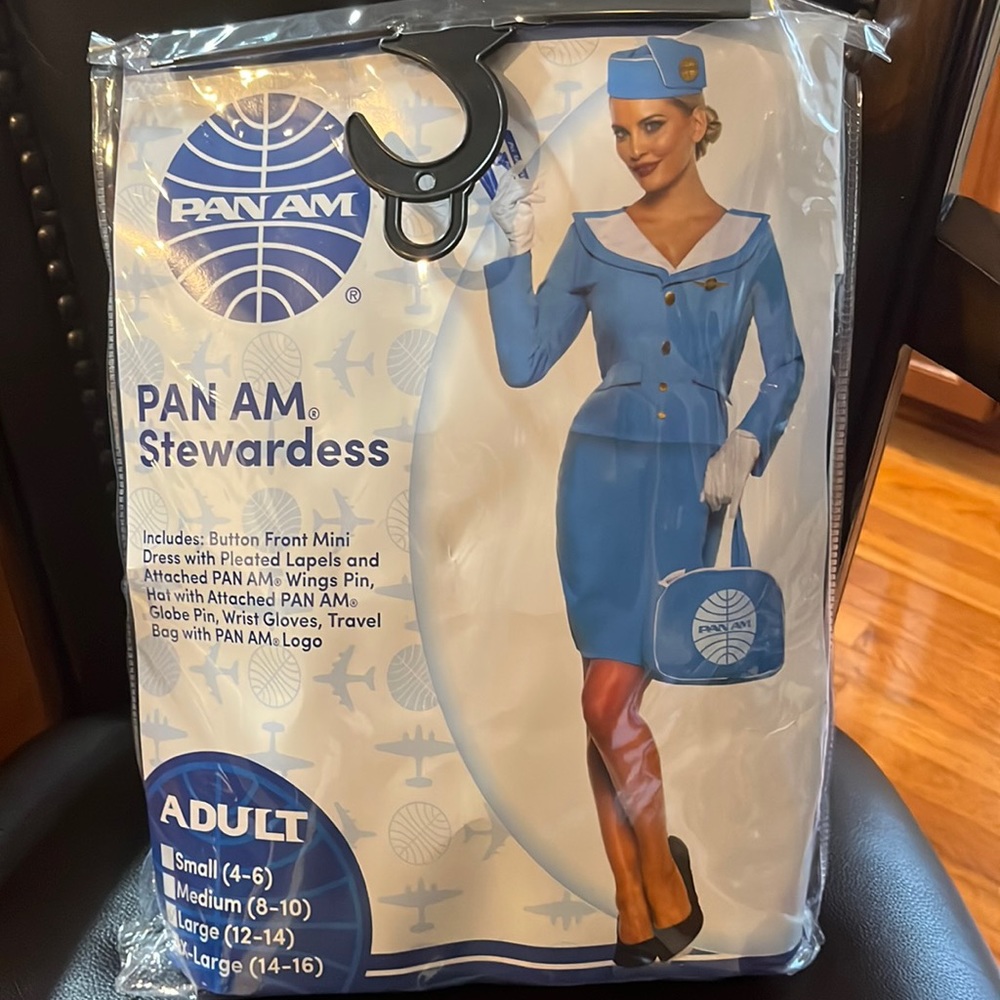 PAN AM
®
PAN AM®
Stewardess
Includes: Button Front Mini
Dress with Pleated Lapels and
Attached PAN AM® Wings Pin,
Hat with Attached PAN AM®
Globe Pin, Wrist Gloves, Travel
Bag with PAN AM® Logo
PAN AM
ADULT
Small (4-6)
Medium (8-10)
Large (12-14)
X-Large (14-16)